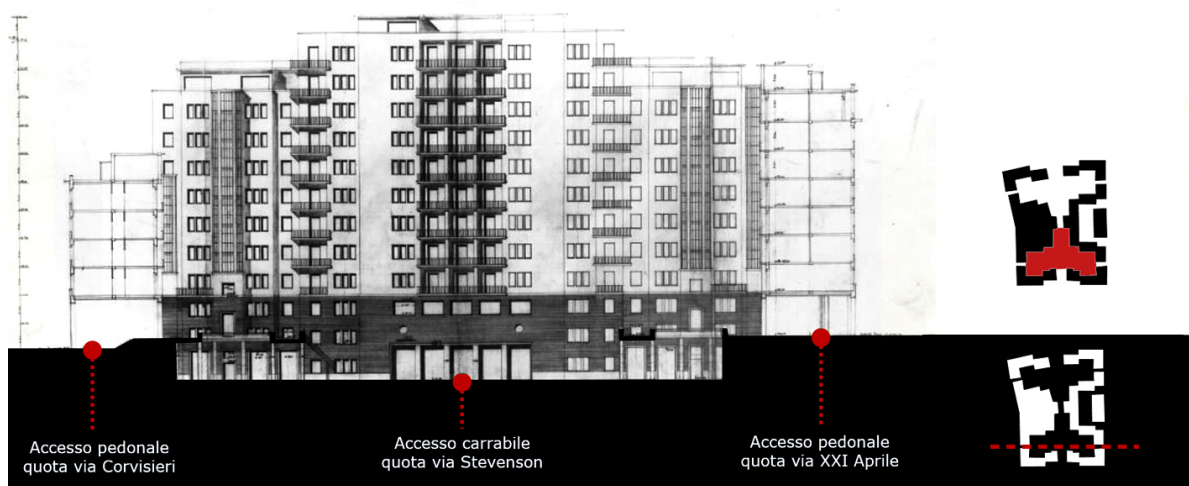 Accesso pedonale
quota via Corvisieri
Accesso carrabile
quota via Stevenson
Accesso pedonale
quota via XXI Aprile